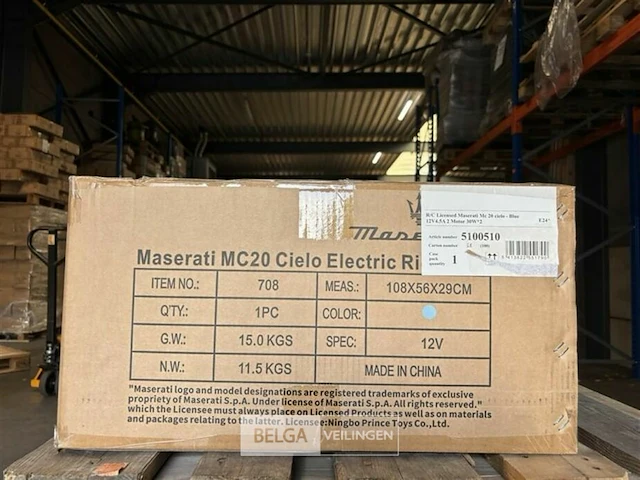 R/C Licensed Maserati Mc 20 cielo - Blue
12V4.5A 2 Motor 30W*2
Article number 5100510
Carton number
Case pack quantity 1
Mase
Maserati MC20 Cielo Electric Ri
ITEM NO.: 708 MEAS.: 108X56X29CM
Q'TY.: 1PC COLOR:
G.W.: 15.0 KGS SPEC: 12V
N.W.: 11.5 KGS MADE IN CHINA
"Maserati logo and model designations are registered trademarks of exclusive
propriety of Maserati S.p.A. Under license of Maserati S.p.A. All rights reserved."
which the Licensee must always place on Licensed Products as well as on materials
and packages relating to the latter. Licensee:Ningbo Prince Toys Co.,Ltd.
BELGA VEILINGEN